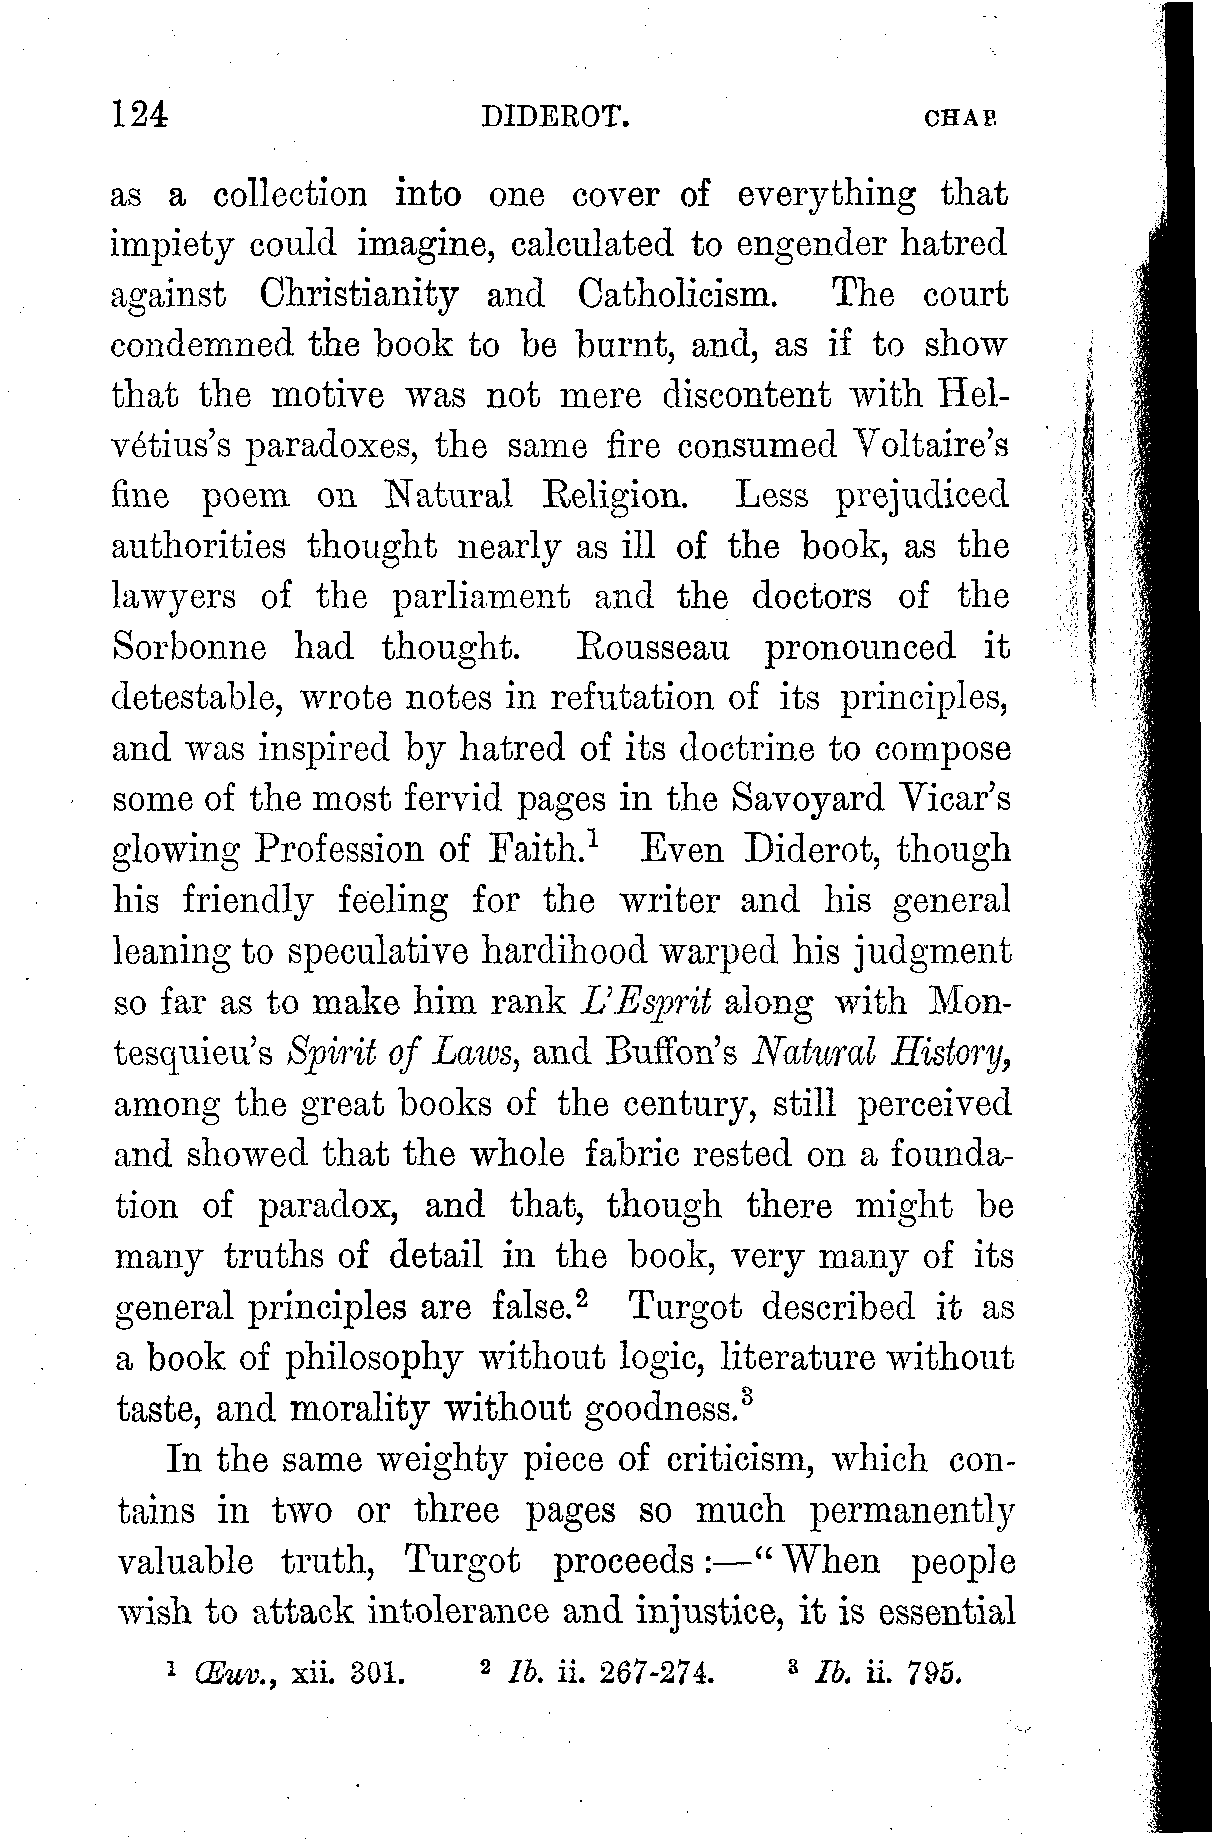 124 DIDEROT. CHAP.
as a collection into one cover of everything that
impiety could imagine, calculated to engender hatred
against Christianity and Catholicism. The court
condemned the book to be burnt, and, as if to show
that the motive was not mere discontent with Hel-
vétius's paradoxes, the same fire consumed Voltaire's
fine poem on Natural Religion. Less prejudiced
authorities thought nearly as ill of the book, as the
lawyers of the parliament and the doctors of the
Sorbonne had thought. Rousseau pronounced it
detestable, wrote notes in refutation of its principles,
and was inspired by hatred of its doctrine to compose
some of the most fervid pages in the Savoyard Vicar's
glowing Profession of Faith.¹ Even Diderot, though
his friendly feeling for the writer and his general
leaning to speculative hardihood warped his judgment
so far as to make him rank L'Esprit along with Mon-
tesquieu's Spirit of Laws, and Buffon's Natural History,
among the great books of the century, still perceived
and showed that the whole fabric rested on a founda-
tion of paradox, and that, though there might be
many truths of detail in the book, very many of its
general principles are false.² Turgot described it as
a book of philosophy without logic, literature without
taste, and morality without goodness.³
In the same weighty piece of criticism, which con-
tains in two or three pages so much permanently
valuable truth, Turgot proceeds:—"When people
wish to attack intolerance and injustice, it is essential
¹ Œuv., xii. 301. ² Ib. ii. 267-274. ³ Ib. ii. 795.